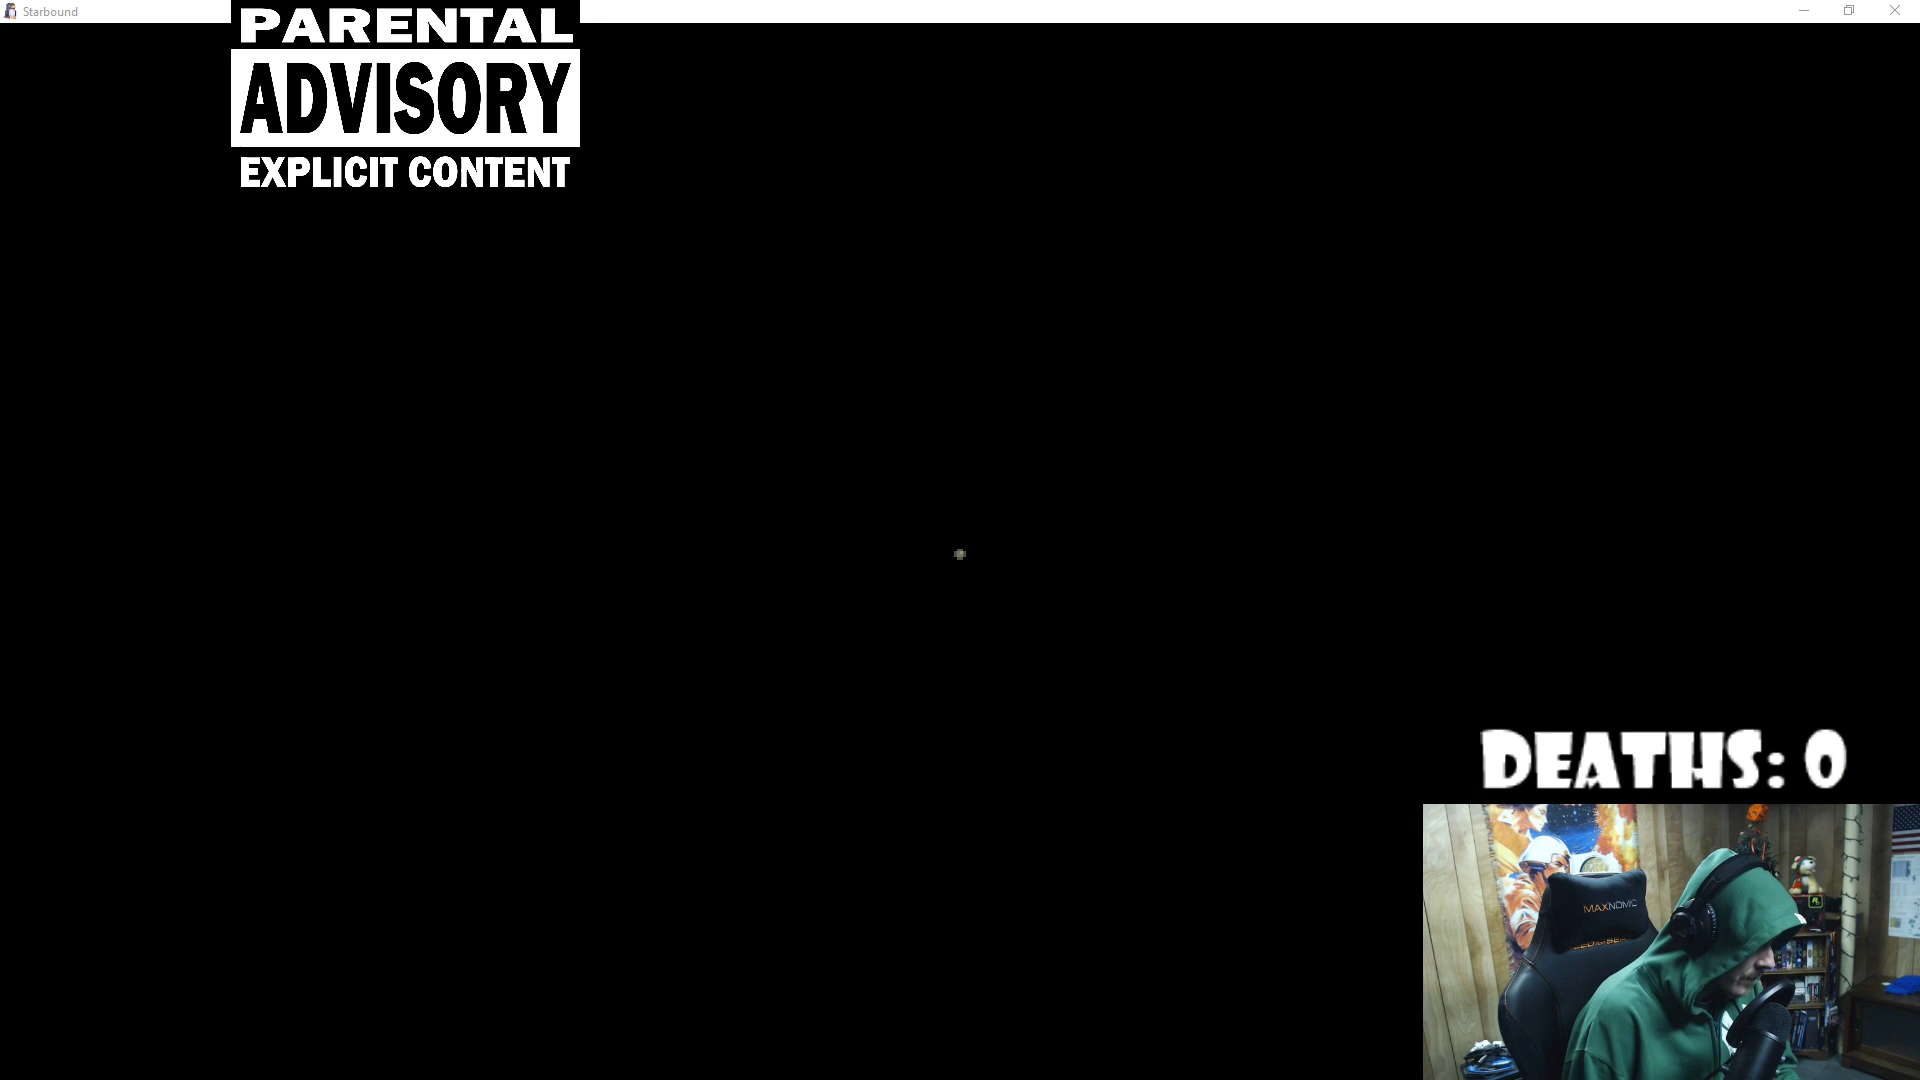 Starbound
PARENTAL
ADVISORY
EXPLICIT CONTENT
DEATHS: 0
MAXNOMIC